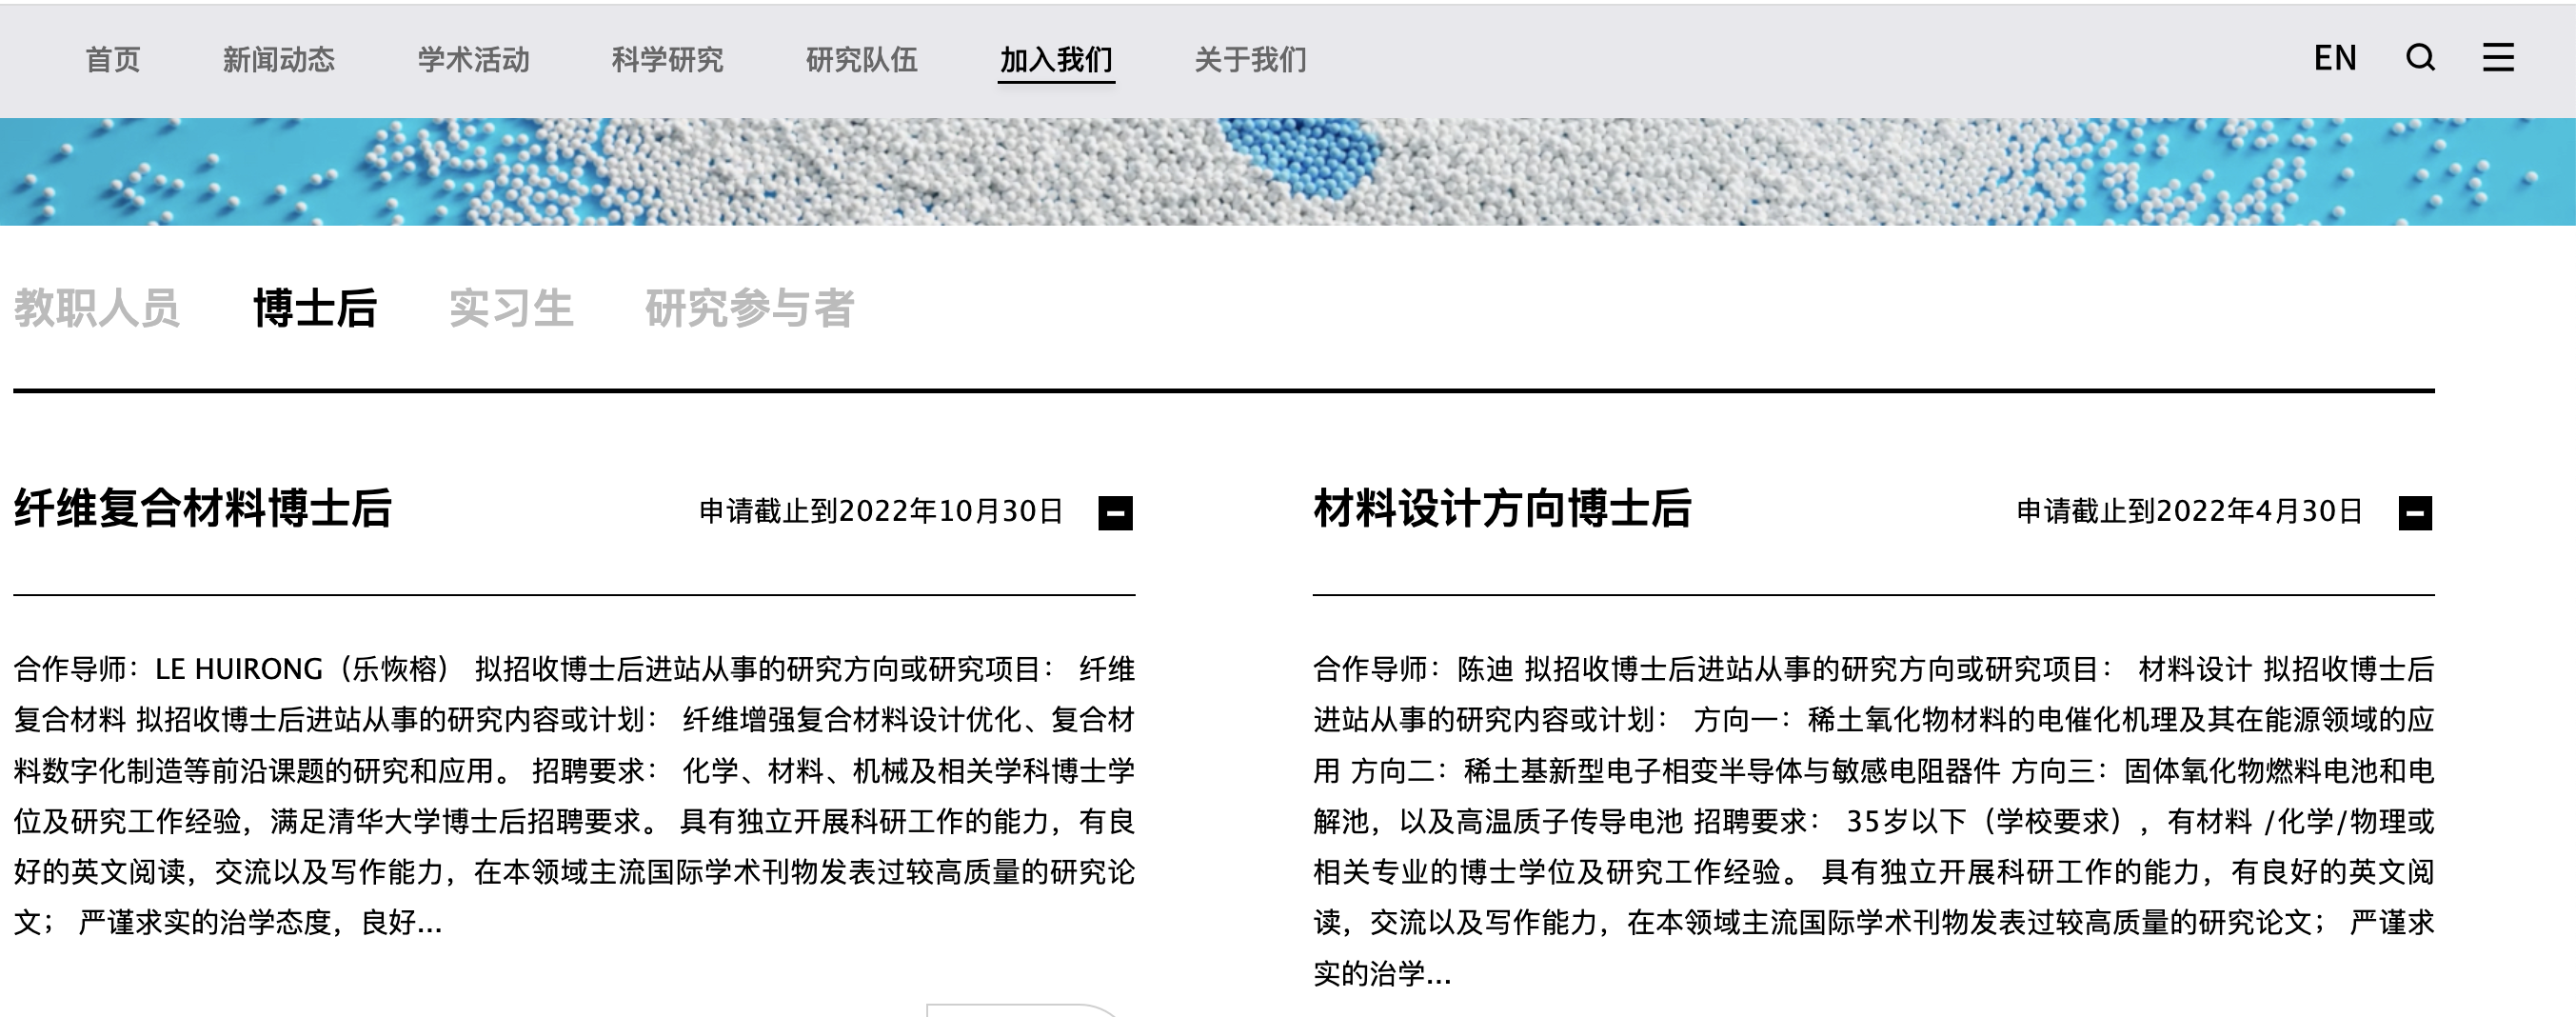 首页 新闻动态 学术活动 科学研究 研究队伍 加入我们 关于我们 EN
教职人员 博士后 实习生 研究参与者
纤维复合材料博士后 申请截止到2022年10月30日
合作导师：LE HUIRONG（乐恢榕） 拟招收博士后进站从事的研究方向或研究项目： 纤维
复合材料 拟招收博士后进站从事的研究内容或计划： 纤维增强复合材料设计优化、复合材
料数字化制造等前沿课题的研究和应用。 招聘要求： 化学、材料、机械及相关学科博士学
位及研究工作经验，满足清华大学博士后招聘要求。 具有独立开展科研工作的能力，有良
好的英文阅读，交流以及写作能力，在本领域主流国际学术刊物发表过较高质量的研究论
文； 严谨求实的治学态度，良好...
材料设计方向博士后 申请截止到2022年4月30日
合作导师：陈迪 拟招收博士后进站从事的研究方向或研究项目： 材料设计 拟招收博士后
进站从事的研究内容或计划： 方向一：稀土氧化物材料的电催化机理及其在能源领域的应
用 方向二：稀土基新型电子相变半导体与敏感电阻器件 方向三：固体氧化物燃料电池和电
解池，以及高温质子传导电池 招聘要求： 35岁以下（学校要求），有材料 /化学/物理或
相关专业的博士学位及研究工作经验。 具有独立开展科研工作的能力，有良好的英文阅
读，交流以及写作能力，在本领域主流国际学术刊物发表过较高质量的研究论文； 严谨求
实的治学...